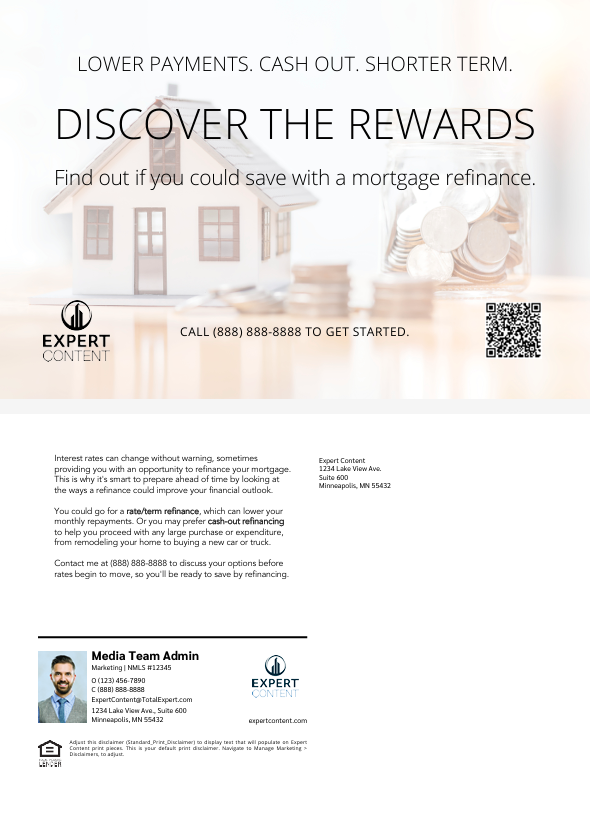 LOWER PAYMENTS. CASH OUT. SHORTER TERM.
DISCOVER THE REWARDS
Find out if you could save with a mortgage refinance.
EXPERT
CONTENT
CALL (888) 888-8888 TO GET STARTED.
Interest rates can change without warning, sometimes
providing you with an opportunity to refinance your mortgage.
This is why it's smart to prepare ahead of time by looking at
the ways a refinance could improve your financial outlook.
You could go for a rate/term refinance, which can lower your
monthly repayments. Or you may prefer cash-out refinancing
to help you proceed with any large purchase or expenditure,
from remodeling your home to buying a new car or truck.
Contact me at (888) 888-8888 to discuss your options before
rates begin to move, so you'll be ready to save by refinancing.
Expert Content
1234 Lake View Ave.
Suite 600
Minneapolis, MN 55432
Media Team Admin
Marketing | NMLS #12345
O (123) 456-7890
C (888) 888-8888
ExpertContent@TotalExpert.com
1234 Lake View Ave., Suite 600
Minneapolis, MN 55432
EXPERT
CONTENT
expertcontent.com
Adjust this disclaimer (Standard_Print_Disclaimer) to display text that will populate on Expert
Content print pieces. This is your default print disclaimer. Navigate to Manage Marketing >
Disclaimers, to adjust.
LENDER